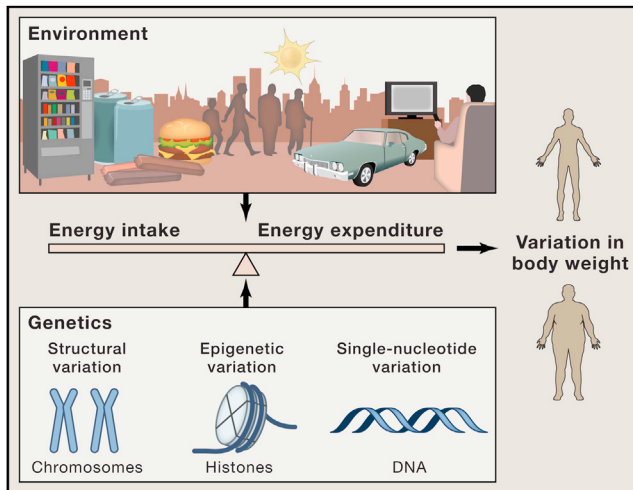 Environment
Energy intake
Energy expenditure
Variation in
body weight
Genetics
Structural
variation
Epigenetic
variation
Single-nucleotide
variation
Chromosomes
Histones
DNA